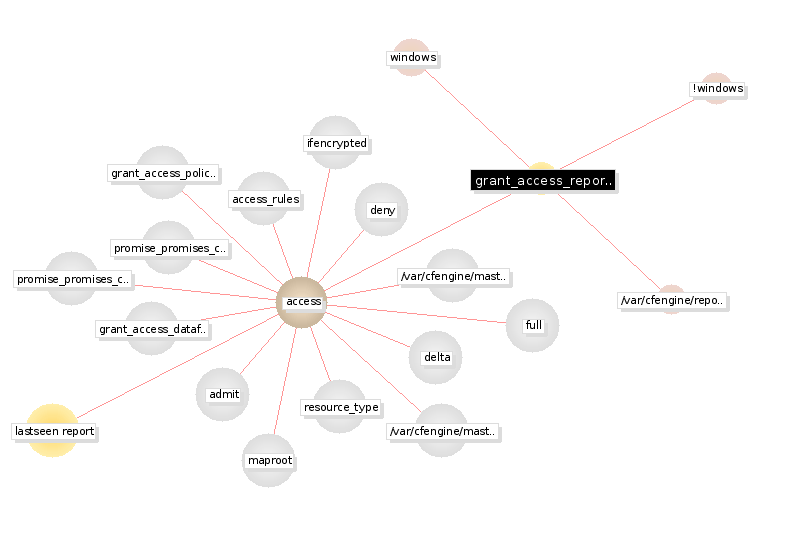 windows
!windows
ifencrypted
grant_access_polic..
grant_access_repor..
access_rules
deny
promise_promises_c..
/var/cfengine/mast..
promise_promises_c..
access
/var/cfengine/repo..
grant_access_dataf..
full
delta
admit
resource_type
lastseen report
/var/cfengine/mast..
maproot